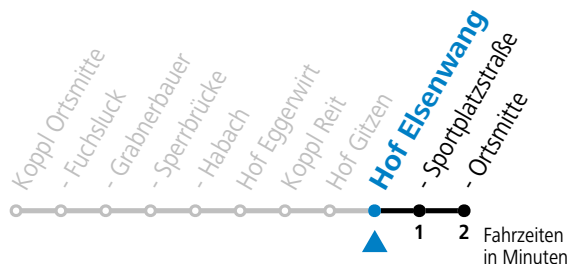 Koppl Ortsmitte
- Fuchsluck
- Grabnerbauer
- Sperrbrücke
- Habach
Hof Eggenwirt
Koppl Reit
Hof Gitzen
Hof Elsenwang
- Sportplatzstraße
- Ortsmitte
1 2 Fahrzeiten
in Minuten